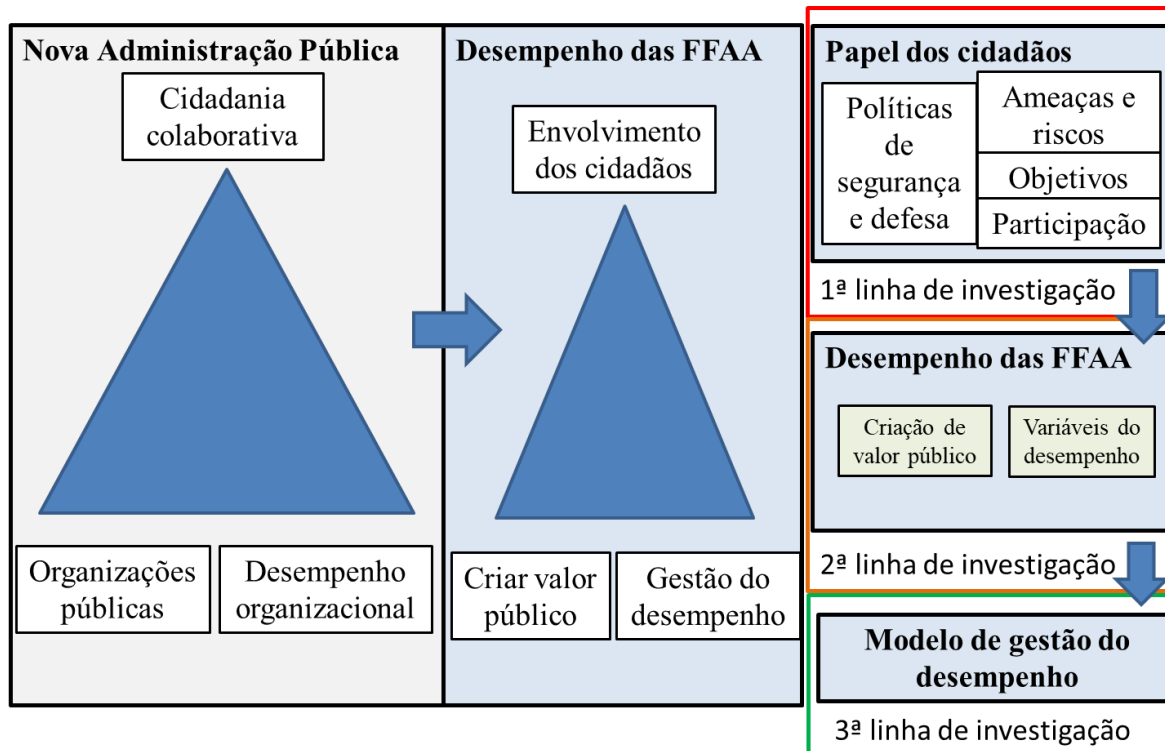 Nova Administração Pública
Cidadania
colaborativa
Organizações
públicas
Desempenho
organizacional
Desempenho das FFAA
Envolvimento
dos cidadãos
Criar valor
público
Gestão do
desempenho
Papel dos cidadãos
Políticas
de
segurança
e defesa
Ameaças e
riscos
Objetivos
Participação
1ª linha de investigação
Desempenho das FFAA
Criação de
valor público
Variáveis do
desempenho
2ª linha de investigação
Modelo de gestão do
desempenho
3ª linha de investigação